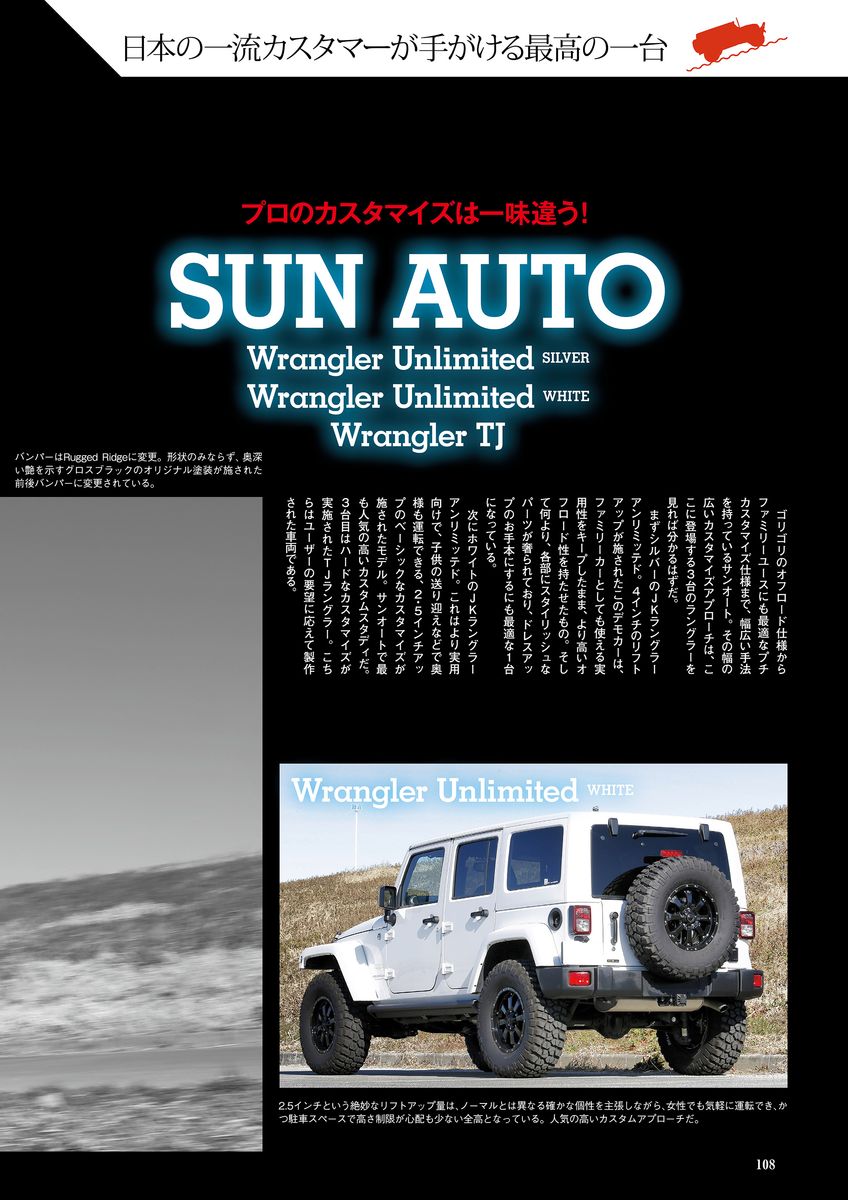 日本の一流カスタマーが手がける最高の一台
プロのカスタマイズは一味違う!
SUN AUTO
Wrangler Unlimited SILVER
Wrangler Unlimited WHITE
Wrangler TJ
バンパーはRugged Ridgeに変更。形状のみならず、奥深
い艶を示すグロスブラックのオリジナル塗装が施された
前後バンパーに変更されている。
ゴリゴリのオフロード仕様から
ファミリーユースにも最適なプチ
カスタマイズ仕様まで、幅広い手法
を持っているサンオート。その幅の
広いカスタマイズアプローチは、こ
こに登場する3台のラングラーを
見れば分かるはずだ。
まずシルバーのJKラングラー
アンリミテッド。4インチのリフト
アップが施されたこのデモカーは、
ファミリーカーとしても使える実
用性をキープしたまま、より高いオ
フロード性を持たせたもの。そし
て何より、各部にスタイリッシュな
パーツが奢られており、ドレスアッ
プのお手本にするにも最適な1台
になっている。
次にホワイトのJKラングラー
アンリミテッド。これはより実用
向けで、子供の送り迎えなどで奥
様も運転できる、2・5インチアッ
プのベーシックなカスタマイズが
施されたモデル。サンオートで最
も人気の高いカスタムスタディだ。
3台目はハードなカスタマイズが
実施されたTJラングラー。こち
らはユーザーの要望に応えて製作
された車両である。
Wrangler Unlimited WHITE
2.5インチという絶妙なリフトアップ量は、ノーマルとは異なる確かな個性を主張しながら、女性でも気軽に運転でき、か
つ駐車スペースで高さ制限が心配も少ない全高となっている。人気の高いカスタムアプローチだ。
108